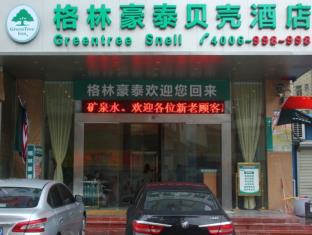 格林豪泰贝壳酒店
GreenTree Inn
Greentree Snell 4006-998-998
格林豪泰欢迎您回来
矿泉水。欢迎各位新老顾客